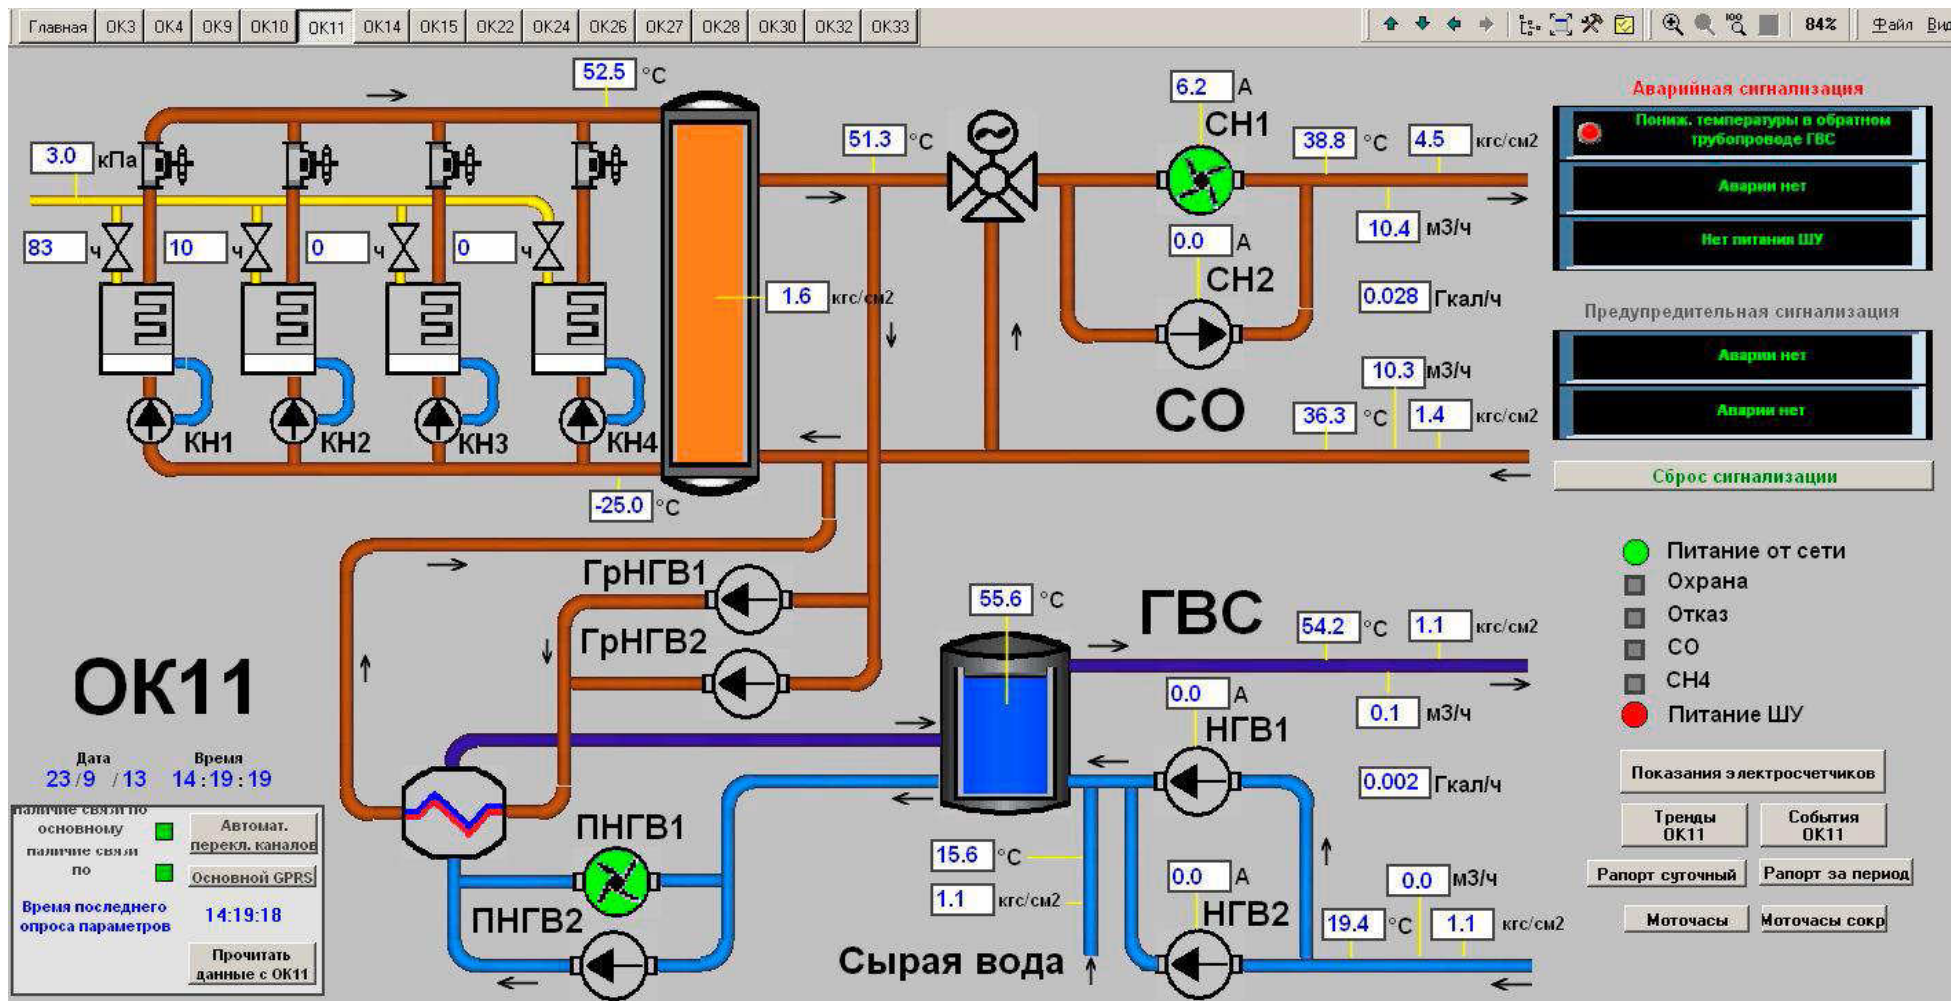 Главная ОК3 ОК4 ОК9 ОК10 ОК11 ОК14 ОК15 ОК22 ОК24 ОК26 ОК27 ОК28 ОК30 ОК32 ОК33
100
84%
Файл
52.5 °C
3.0 кПа
83 ч
10 ч
0 ч
0 ч
КН1
КН2
КН3
КН4
1.6 кгс/см2
-25.0 °C
51.3 °C
6.2 А
СН1
0.0 А
СН2
СО
38.8 °C
4.5 кгс/см2
10.4 м3/ч
0.028 Гкал/ч
10.3 м3/ч
36.3 °C
1.4 кгс/см2
Аварийная сигнализация
Пониж. температуры в обратном
трубопроводе ГВС
Аварии нет
Нет питания ШУ
Предупредительная сигнализация
Аварии нет
Аварии нет
Сброс сигнализации
Питание от сети
Охрана
Отказ
СО
СН4
Питание ШУ
Показания электросчетчиков
Тренды
ОК11
События
ОК11
Рапорт суточный
Рапорт за период
Моточасы
Моточасы сокр
ГрНГВ1
ГрНГВ2
55.6 °C
ГВС
54.2 °C
1.1 кгс/см2
0.1 м3/ч
0.002 Гкал/ч
0.0 А
НГВ1
0.0 А
НГВ2
15.6 °C
1.1 кгс/см2
Сырая вода
0.0 м3/ч
19.4 °C
1.1 кгс/см2
ПНГВ1
ПНГВ2
ОК11
Дата
Время
23/9 /13 14:19:19
наличие связи по
основному
наличие связи
по
Автомат.
перекл. каналов
Основной GPRS
Время последнего
опроса параметров
14:19:18
Прочитать
данные с ОК11